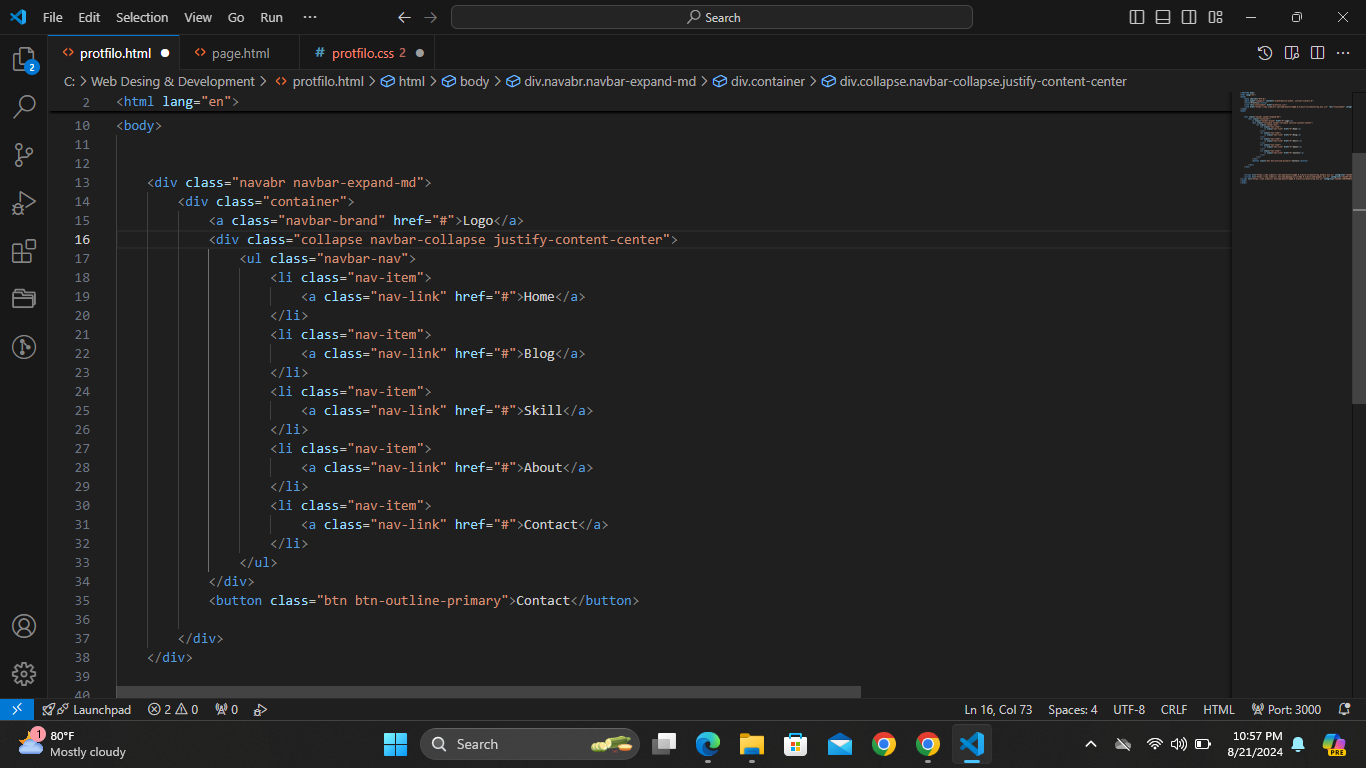 File Edit Selection View Go Run ··· Search
protfilo.html page.html protfilo.css 2
C: > Web Desing & Development > protfilo.html > html > body > div.navabr.navbar-expand-md > div.container > div.collapse.navbar-collapse.justify-content-center
2 <html lang="en">
10 <body>
11
12
13 <div class="navabr navbar-expand-md">
14 <div class="container">
15 <a class="navbar-brand" href="#">Logo</a>
16 <div class="collapse navbar-collapse justify-content-center">
17 <ul class="navbar-nav">
18 <li class="nav-item">
19 <a class="nav-link" href="#">Home</a>
20 </li>
21 <li class="nav-item">
22 <a class="nav-link" href="#">Blog</a>
23 </li>
24 <li class="nav-item">
25 <a class="nav-link" href="#">Skill</a>
26 </li>
27 <li class="nav-item">
28 <a class="nav-link" href="#">About</a>
29 </li>
30 <li class="nav-item">
31 <a class="nav-link" href="#">Contact</a>
32 </li>
33 </ul>
34 </div>
35 <button class="btn btn-outline-primary">Contact</button>
36
37 </div>
38 </div>
39
40
2
Launchpad 2 0 0 Ln 16, Col 73 Spaces: 4 UTF-8 CRLF HTML Port: 3000
1 80°F
Mostly cloudy
Search
10:57 PM
8/21/2024
PRE